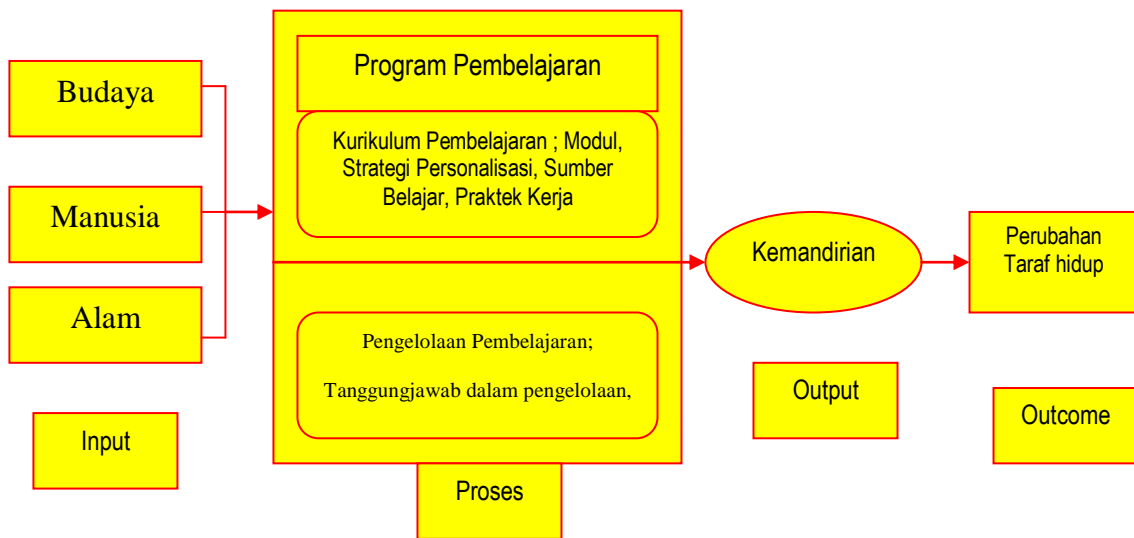 Budaya
Manusia
Alam
Input
Program Pembelajaran
Kurikulum Pembelajaran ; Modul,
Strategi Personalisasi, Sumber
Belajar, Praktek Kerja
Pengelolaan Pembelajaran;
Tanggungjawab dalam pengelolaan,
Proses
Kemandirian
Output
Perubahan
Taraf hidup
Outcome